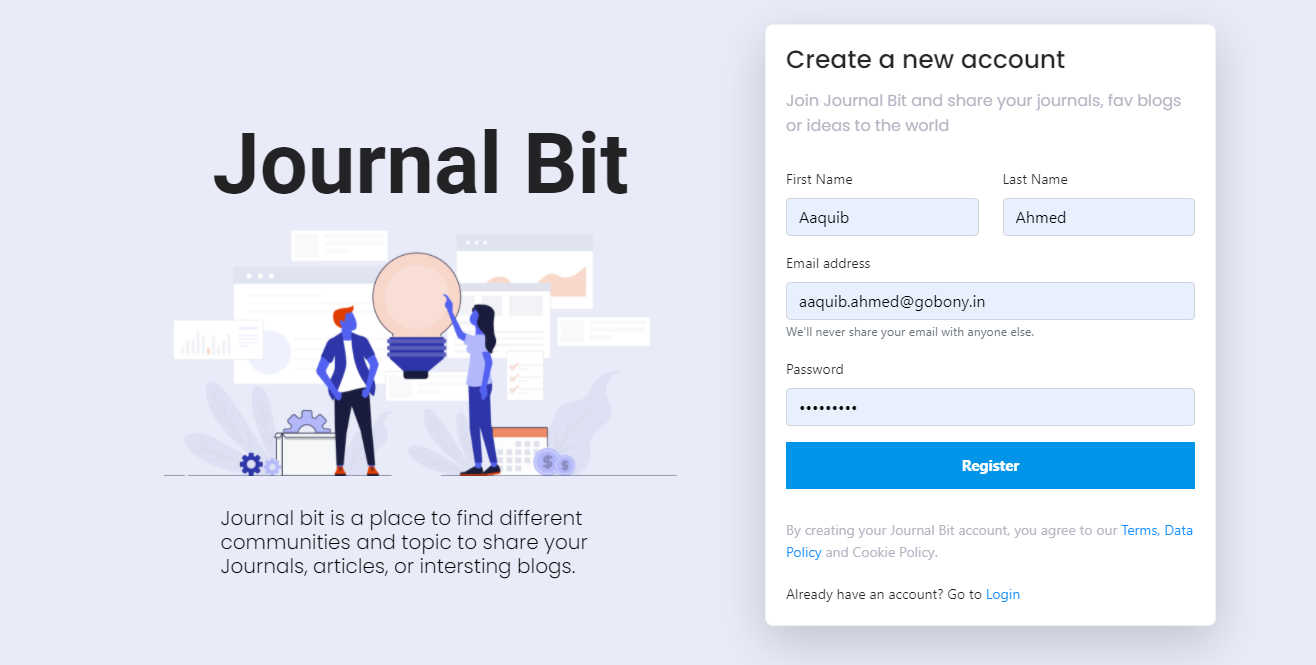 Journal Bit
Journal bit is a place to find different
communities and topic to share your
Journals, articles, or intersting blogs.
Create a new account
Join Journal Bit and share your journals, fav blogs
or ideas to the world
First Name
Last Name
Aaquib
Ahmed
Email address
aaquib.ahmed@gobony.in
We'll never share your email with anyone else.
Password
•••••••••
Register
By creating your Journal Bit account, you agree to our Terms, Data
Policy and Cookie Policy.
Already have an account? Go to Login